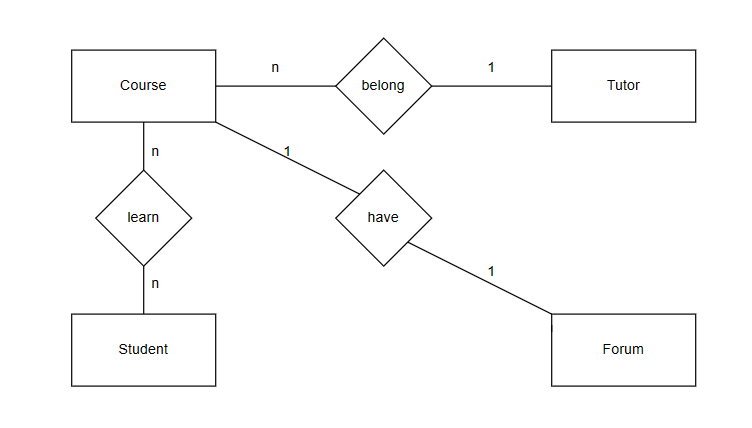 n
1
Course
belong
Tutor
n
1
learn
have
1
n
Student
Forum